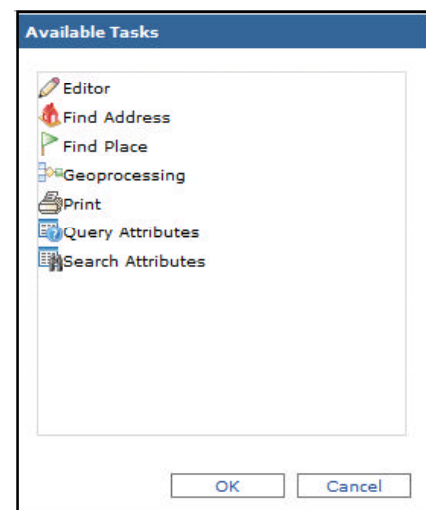 Available Tasks
Editor
Find Address
Find Place
Geoprocessing
Print
Query Attributes
Search Attributes
OK
Cancel